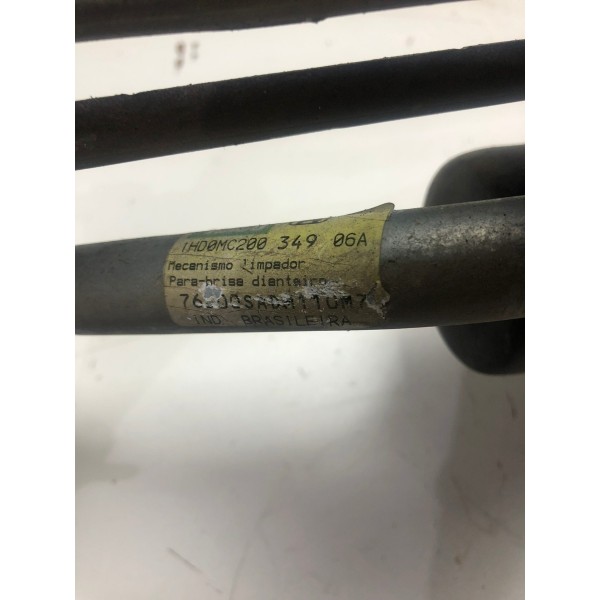 1HD0MC200 349 06A
Mecanismo limpador
Para-brisa dianteiro
IND. BRASILEIRA